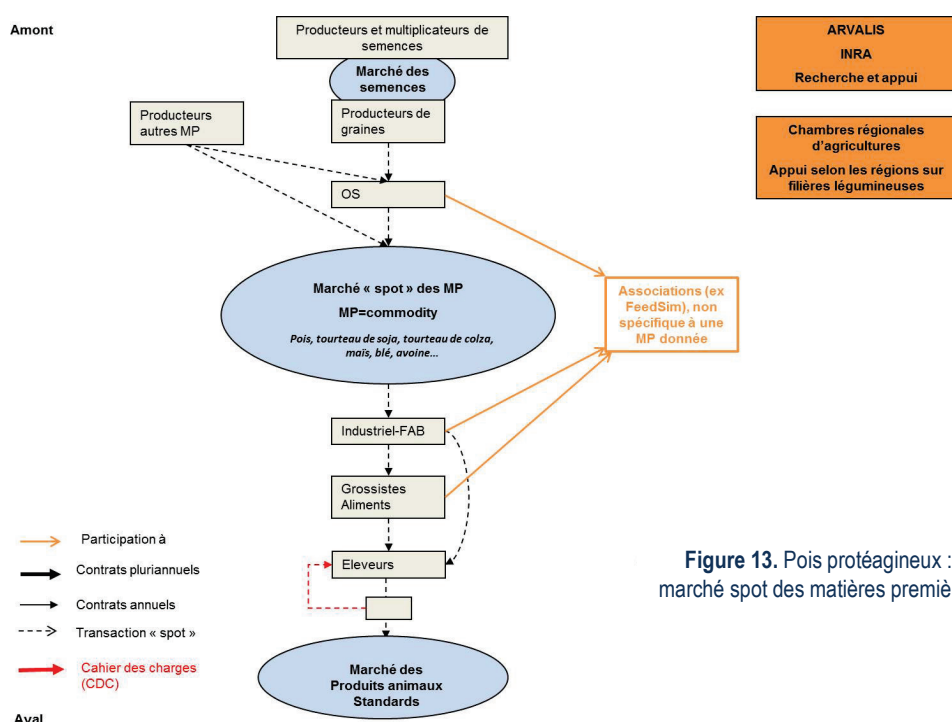 Amont
Producteurs et multiplicateurs de
semences
Marché des
semences
Producteurs
autres MP
Producteurs de
graines
OS
Marché « spot » des MP
MP=commodity
Pois, tourteau de soja, tourteau de colza,
maïs, blé, avoine...
Industriel-FAB
Grossistes
Aliments
Eleveurs
Marché des
Produits animaux
Standards
ARVALIS
INRA
Recherche et appui
Chambres régionales
d'agricultures
Appui selon les régions sur
filières légumineuses
Associations (ex
FeedSim), non
spécifique à une
MP donnée
Participation à
Contrats pluriannuels
Contrats annuels
Transaction « spot »
Cahier des charges
(CDC)
Aval
Figure 13. Pois protéagineux :
marché spot des matières premiè